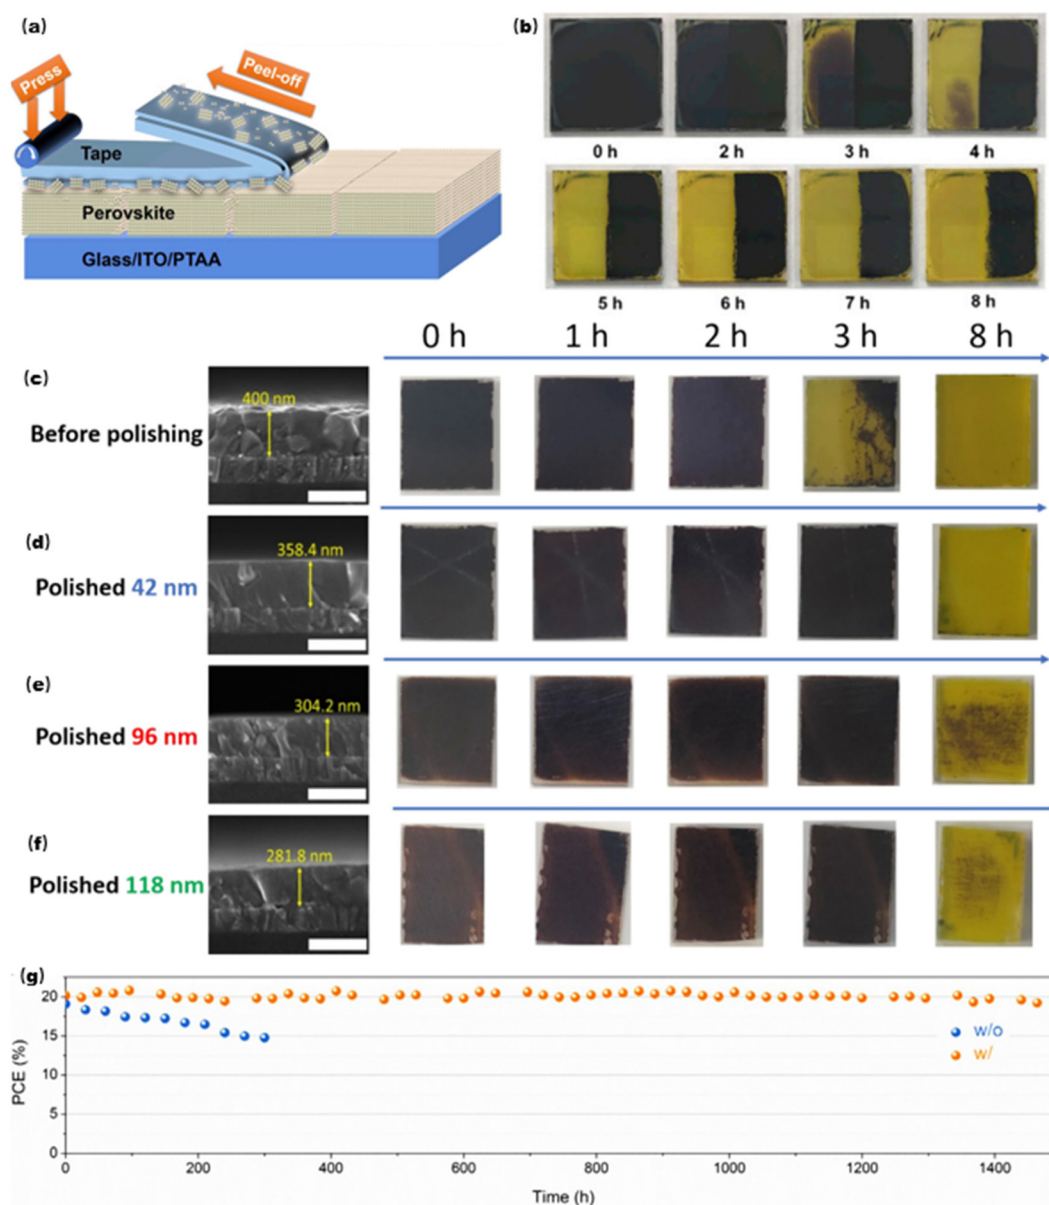 (a)
Press
Peel-off
Tape
Perovskite
Glass/ITO/PTAA
(b)
0 h
2 h
3 h
4 h
5 h
6 h
7 h
8 h
0 h
1 h
2 h
3 h
8 h
(c)
Before polishing
400 nm
(d)
Polished 42 nm
358.4 nm
(e)
Polished 96 nm
304.2 nm
(f)
Polished 118 nm
281.8 nm
(g)
PCE (%)
20
15
10
5
0
w/o
w/
0
200
400
600
800
1000
1200
1400
Time (h)